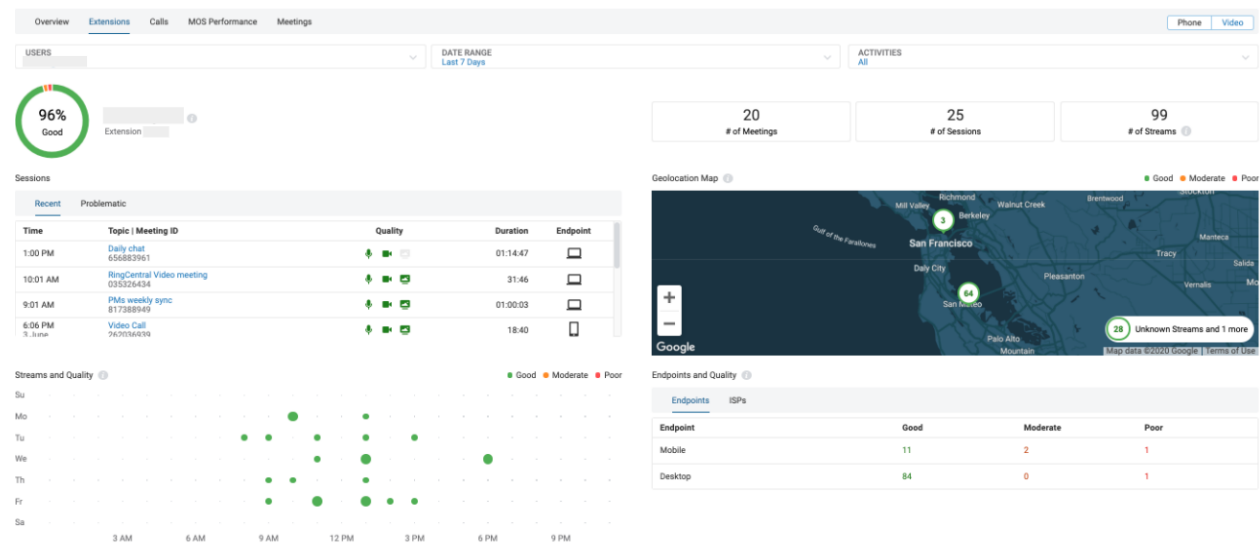 Overview Extensions Calls MOS Performance Meetings Phone Video
USERS
DATE RANGE
Last 7 Days
ACTIVITIES
All
96%
Good
Extension
20
# of Meetings
25
# of Sessions
99
# of Streams
Sessions
Recent Problematic
Time Topic | Meeting ID Quality Duration Endpoint
1:00 PM Daily chat 01:14:47
656883961
10:01 AM RingCentral Video meeting 31:46
035326434
9:01 AM PMs weekly sync 01:00:03
817388949
6:06 PM Video Call 18:40
3 June 262036939
Geolocation Map Good Moderate Poor
Richmond
Stockton
Mill Valley
Walnut Creek
Brentwood
3
Berkeley
Gulf of the Farallones
San Francisco
Manteca
Tracy
Daly City
Pleasanton
Salida
Vernalis
Mo
64
San Mateo
+
−
28 Unknown Streams and 1 more
Palo Alto
Google
Mountain
Map data ©2020 Google | Terms of Use
Streams and Quality Good Moderate Poor
Su
Mo
Tu
We
Th
Fr
Sa
3 AM 6 AM 9 AM 12 PM 3 PM 6 PM 9 PM
Endpoints and Quality
Endpoints ISPs
Endpoint Good Moderate Poor
Mobile 11 2 1
Desktop 84 0 1